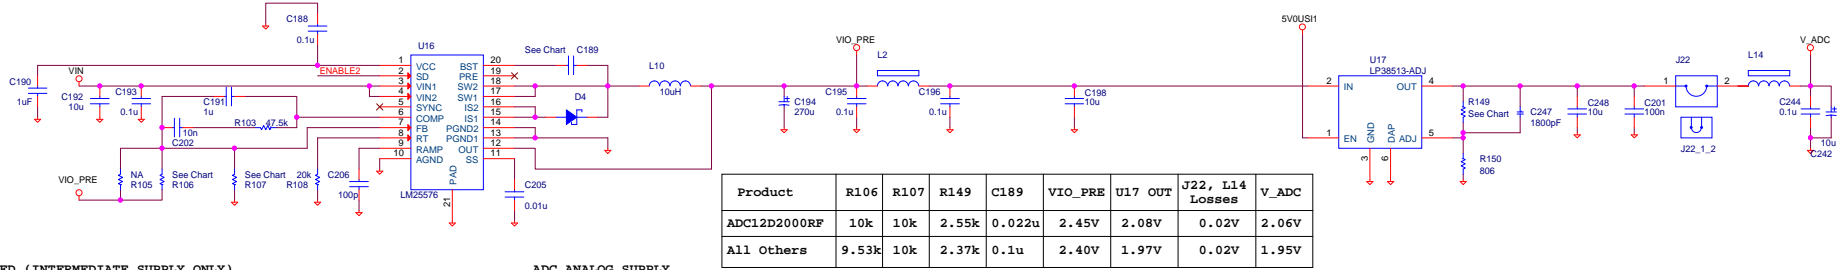 C188
0.1u
C190
1uF
VIN
C192
10u
C193
0.1u
ENABLE2
C191
1u
10n
C202
R103
47.5k
VIO_PRE
NA
R105
See Chart
R106
See Chart
R107
20k
R108
C206
100p
U16
1
2
3
4
5
6
7
8
9
10
VCC
SD
VIN1
VIN2
SYNC
COMP
FB
RT
RAMP
AGND
BST
PRE
SW2
SW1
IS2
IS1
PGND2
PGND1
OUT
SS
20
19
18
17
16
15
14
13
12
11
PAD
21
LM25576
See Chart
C189
D4
C205
0.01u
L10
10uH
C194
270u
VIO_PRE
C195
0.1u
L2
C196
0.1u
C198
10u
5V0USI1
U17
LP38513-ADJ
2
IN
OUT
4
1
EN
ADJ
5
GND
DAP
3
6
R149
See Chart
C247
1800pF
R150
806
C248
10u
C201
100n
J22
1
2
J22_1_2
L14
V_ADC
C244
0.1u
10u
C242
Product R106 R107 R149 C189 VIO_PRE U17 OUT J22, L14 Losses V_ADC
ADC12D2000RF 10k 10k 2.55k 0.022u 2.45V 2.08V 0.02V 2.06V
All Others 9.53k 10k 2.37k 0.1u 2.40V 1.97V 0.02V 1.95V
(INTERMEDIATE SUPPLY ONLY)
ADC ANALOG SUPPLY